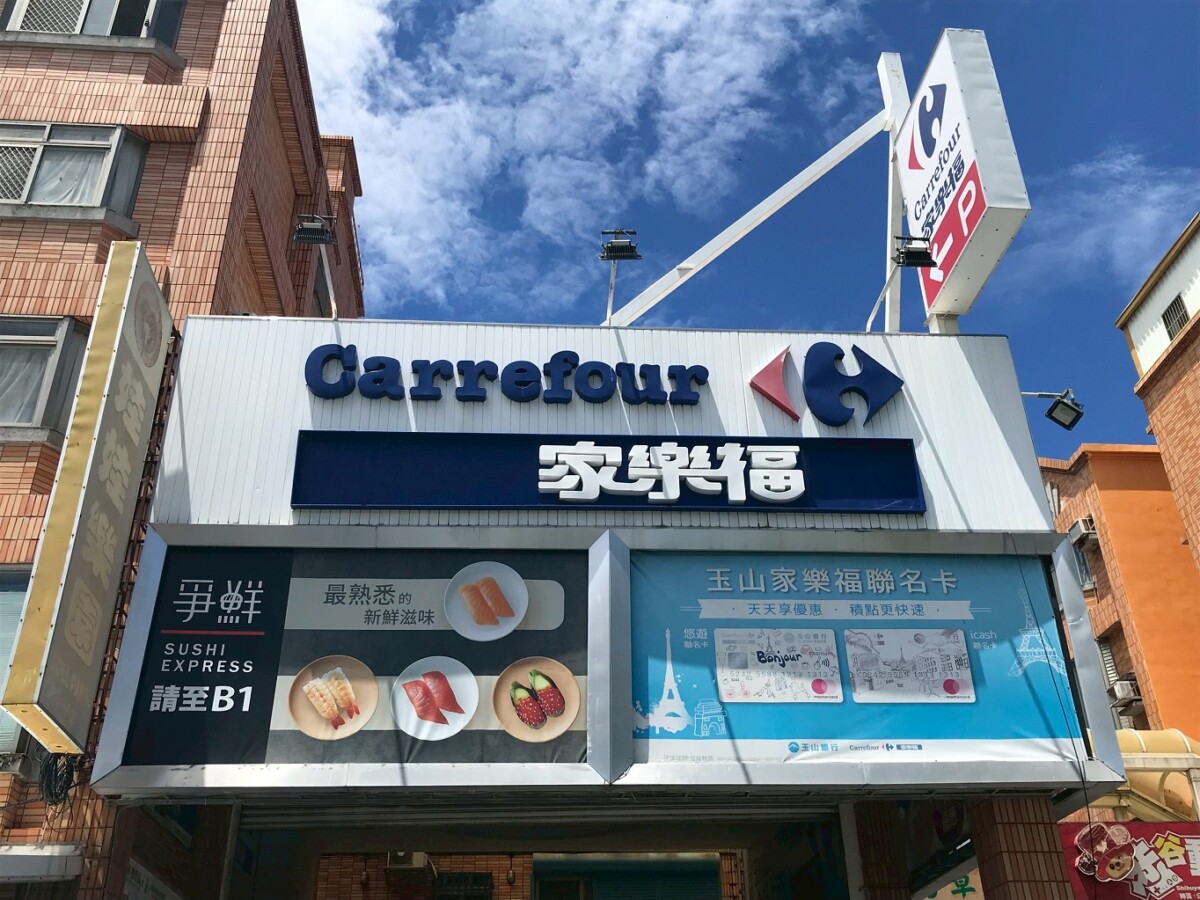 Carrefour
家樂福
P
Carrefour
家樂福
爭鮮
SUSHI
EXPRESS
請至B1
最熟悉的
新鮮滋味
玉山家樂福聯名卡
天天享優惠 積點更快速
悠遊
聯名卡
icash
聯名卡
Bonjour
玉山銀行
Carrefour 家樂福